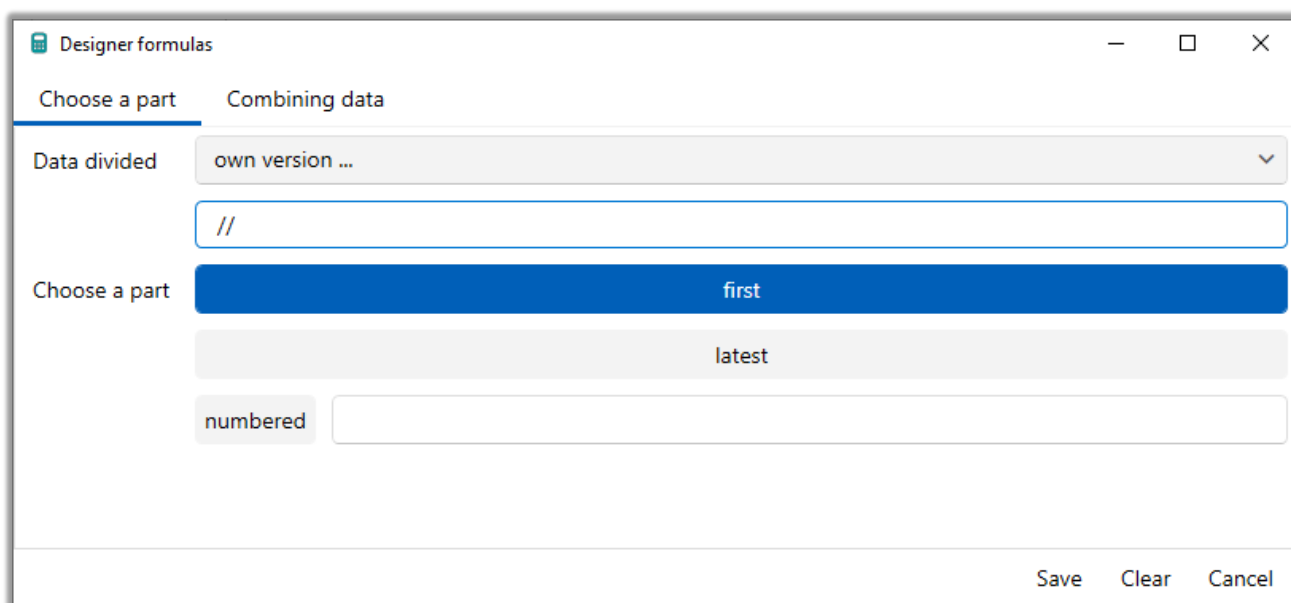 Designer formulas
Choose a part Combining data
Data divided own version ...
//
Choose a part first
latest
numbered
Save Clear Cancel